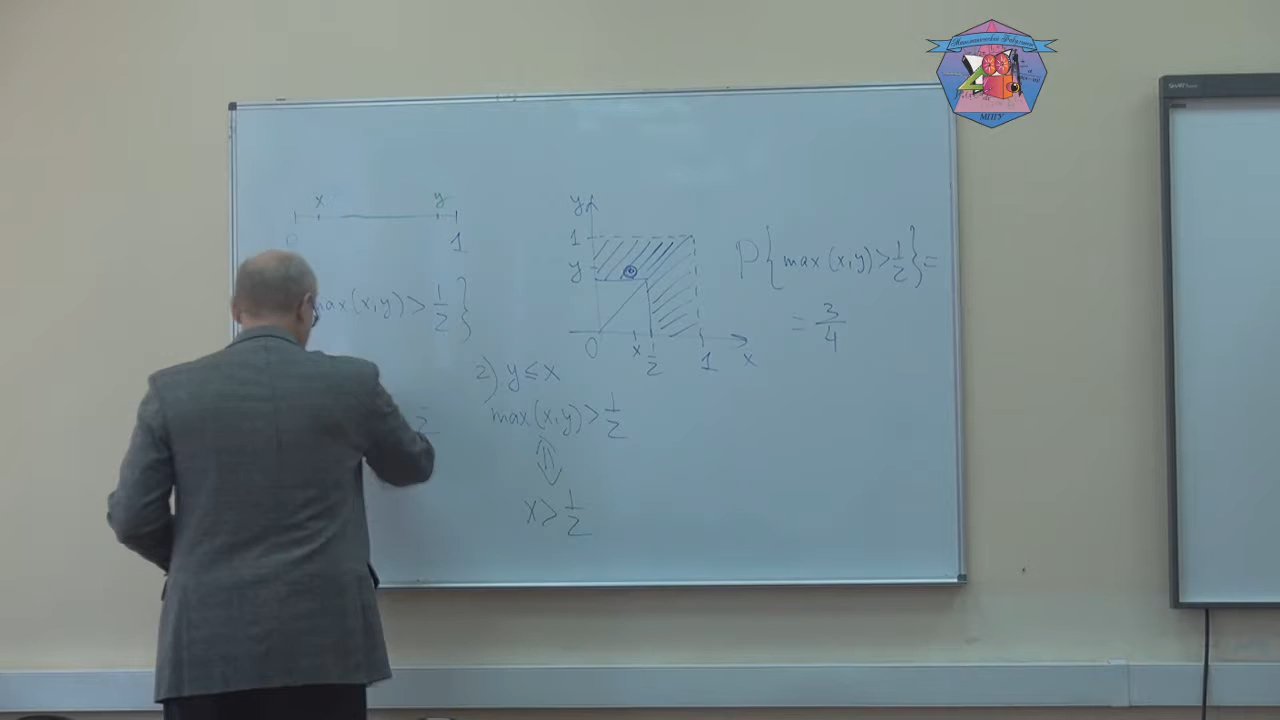 x y
0 1
max(x,y) > 1/2 }
y
1
y
0 x 1/2 1 x
P{ max(x,y) > 1/2 } =
= 3/4
2) y ≤ x
max(x,y) > 1/2
⇕
x > 1/2
МПГУ